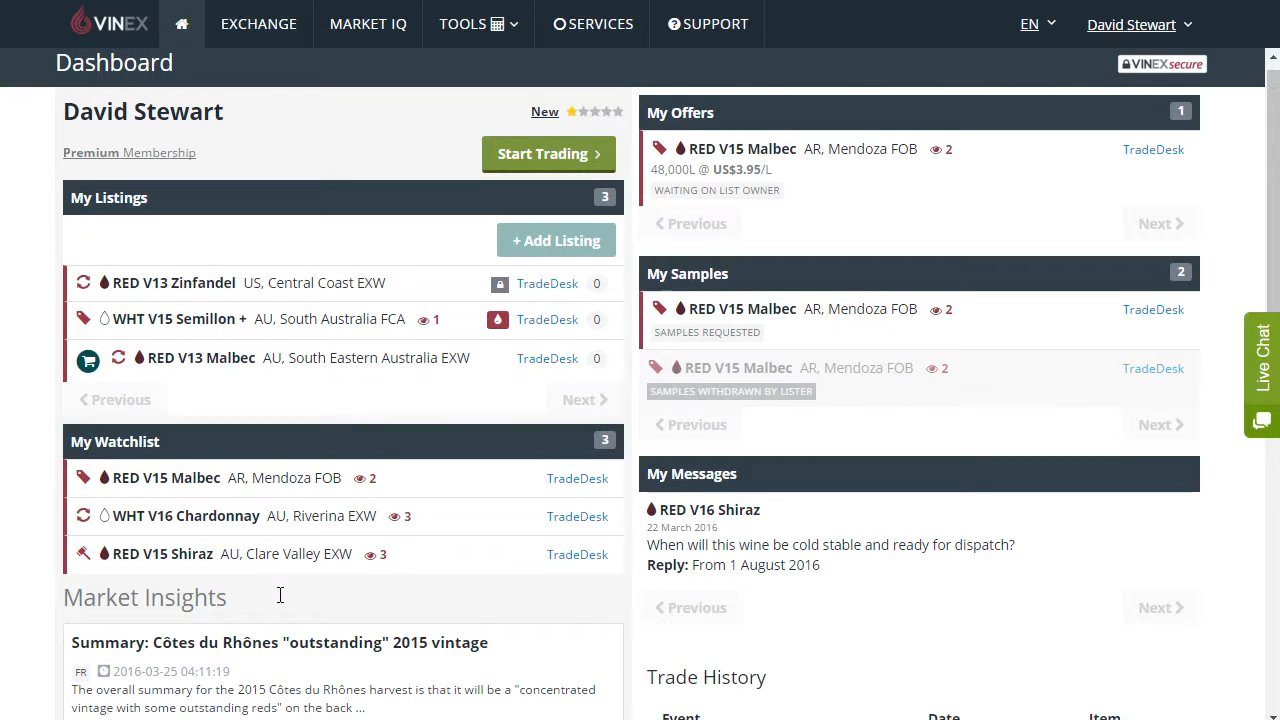 VINEX
EXCHANGE
MARKET IQ
TOOLS
SERVICES
SUPPORT
EN
David Stewart
Dashboard
VINEXsecure
David Stewart
New
Premium Membership
Start Trading
My Listings
3
+ Add Listing
RED V13 Zinfandel US, Central Coast EXW TradeDesk 0
WHT V15 Semillon + AU, South Australia FCA 1 TradeDesk 0
RED V13 Malbec AU, South Eastern Australia EXW TradeDesk 0
Previous
Next
My Watchlist
3
RED V15 Malbec AR, Mendoza FOB 2 TradeDesk
WHT V16 Chardonnay AU, Riverina EXW 3 TradeDesk
RED V15 Shiraz AU, Clare Valley EXW 3 TradeDesk
Market Insights
Summary: Côtes du Rhônes "outstanding" 2015 vintage
FR 2016-03-25 04:11:19
The overall summary for the 2015 Côtes du Rhônes harvest is that it will be a "concentrated
vintage with some outstanding reds" on the back ...
My Offers
1
RED V15 Malbec AR, Mendoza FOB 2 TradeDesk
48,000L @ US$3.95/L
WAITING ON LIST OWNER
Previous
Next
My Samples
2
RED V15 Malbec AR, Mendoza FOB 2 TradeDesk
SAMPLES REQUESTED
RED V15 Malbec AR, Mendoza FOB 2 TradeDesk
SAMPLES WITHDRAWN BY LISTER
Previous
Next
My Messages
RED V16 Shiraz
22 March 2016
When will this wine be cold stable and ready for dispatch?
Reply: From 1 August 2016
Previous
Next
Trade History
Event Date Item
Live Chat